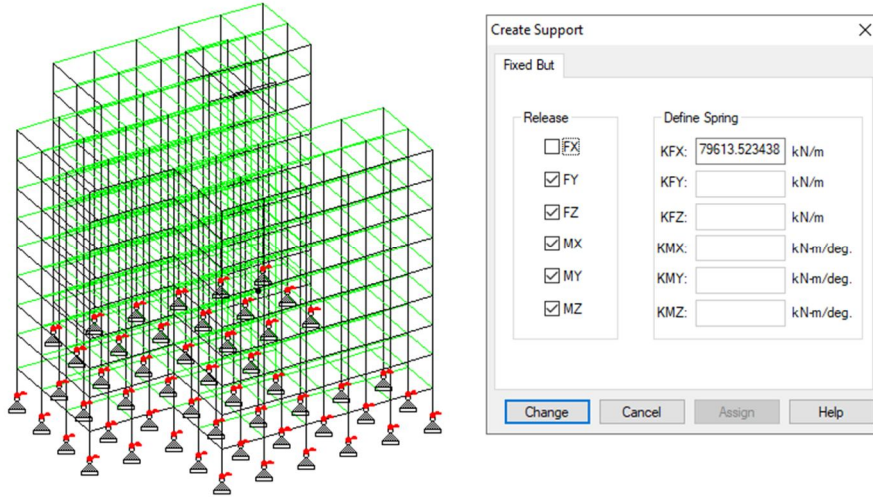 Create Support
Fixed But
Release
Define Spring
FX
KFX: 79613.523438 kN/m
FY
KFY: kN/m
FZ
KFZ: kN/m
MX
KMX: kN-m/deg.
MY
KMY: kN-m/deg.
MZ
KMZ: kN-m/deg.
Change
Cancel
Assign
Help